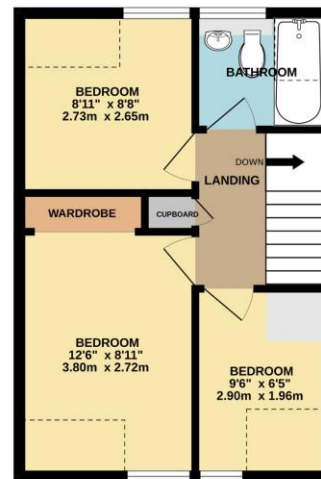 BATHROOM
BEDROOM
8'11" x 8'8"
2.73m x 2.65m
DOWN
LANDING
WARDROBE
CUPBOARD
BEDROOM
12'6" x 8'11"
3.80m x 2.72m
BEDROOM
9'6" x 6'5"
2.90m x 1.96m